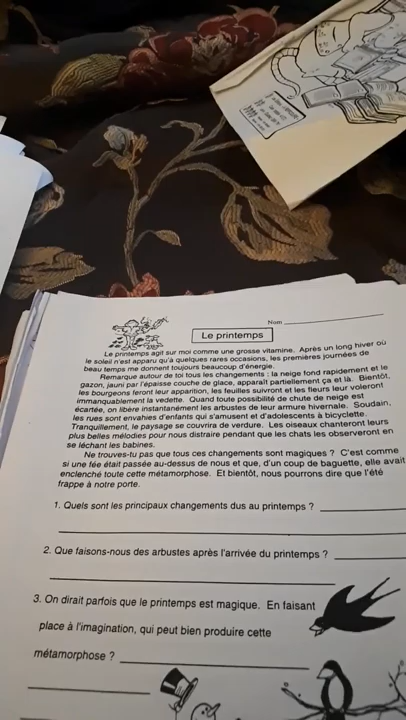 Nom
Le printemps
Le printemps agit sur moi comme une grosse vitamine. Après un long hiver où
le soleil n'est apparu qu'à quelques rares occasions, les premières journées de
beau temps me donnent toujours beaucoup d'énergie.
Remarque autour de toi tous les changements : la neige fond rapidement et le
gazon, jauni par l'épaisse couche de glace, apparaît partiellement ça et là. Bientôt,
les bourgeons feront leur apparition, les feuilles suivront et les fleurs leur voleront
immanquablement la vedette. Quand toute possibilité de chute de neige est
écartée, on libère instantanément les arbustes de leur armure hivernale. Soudain,
les rues sont envahies d'enfants qui s'amusent et d'adolescents à bicyclette.
Tranquillement, le paysage se couvrira de verdure. Les oiseaux chanteront leurs
plus belles mélodies pour nous distraire pendant que les chats les observeront en
se léchant les babines.
Ne trouves-tu pas que tous ces changements sont magiques ? C'est comme
si une fée était passée au-dessus de nous et que, d'un coup de baguette, elle avait
enclenché toute cette métamorphose. Et bientôt, nous pourrons dire que l'été
frappe à notre porte.
1. Quels sont les principaux changements dus au printemps ?
2. Que faisons-nous des arbustes après l'arrivée du printemps ?
3. On dirait parfois que le printemps est magique. En faisant
place à l'imagination, qui peut bien produire cette
métamorphose ?